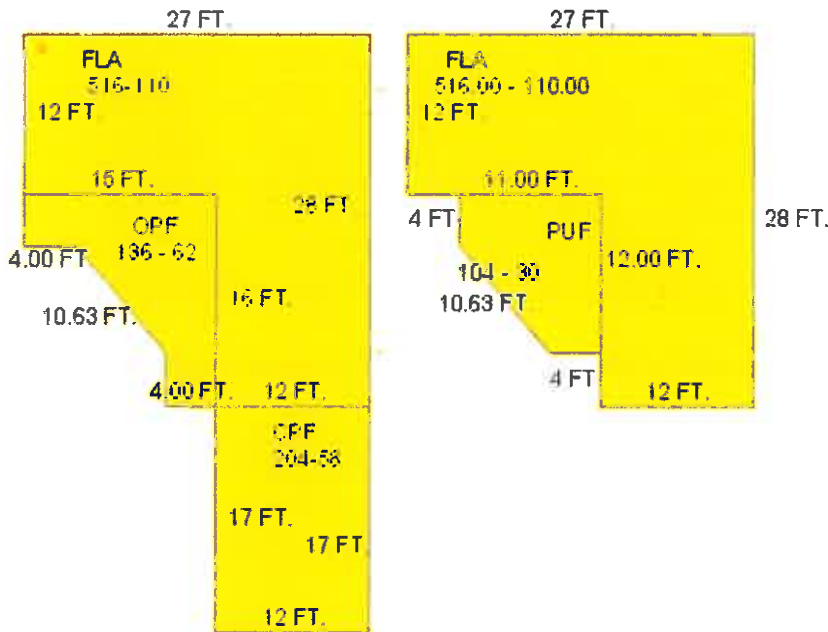 27 FT.
FLA
516-110
12 FT.
15 FT.
28 FT
OPF
136 - 62
4.00 FT
10.63 FT.
16 FT.
4.00 FT.
12 FT.
OPF
204-58
17 FT.
17 FT
12 FT.
27 FT.
FLA
516.00 - 110.00
12 FT.
11.00 FT.
4 FT
PUF
28 FT.
12.00 FT.
104 - 30
10.63 FT
4 FT
12 FT.